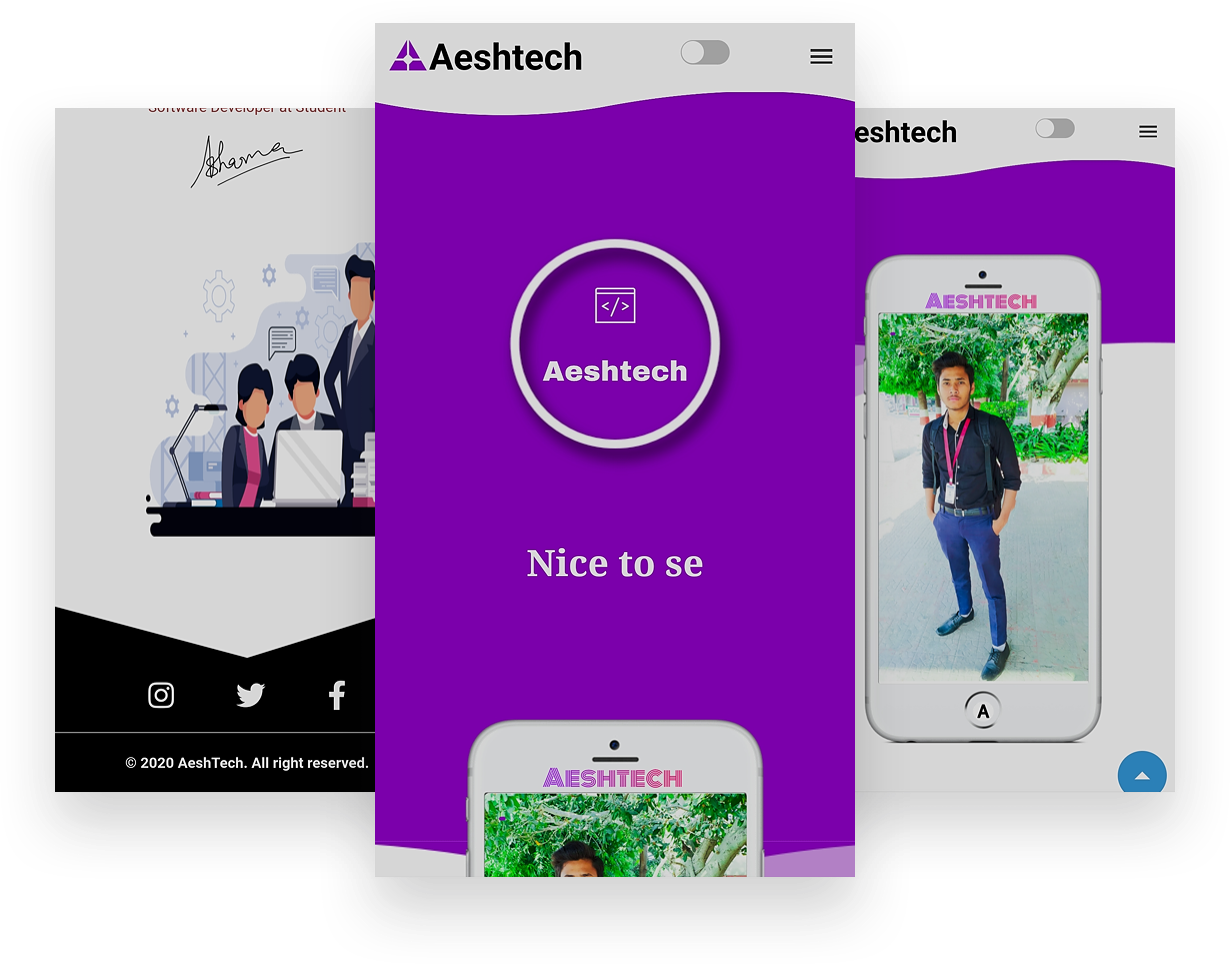 Software Developer at Student
ASharma
© 2020 AeshTech. All right reserved.
Aeshtech
</>
Aeshtech
Nice to se
AESHTECH
eshtech
AESHTECH
A